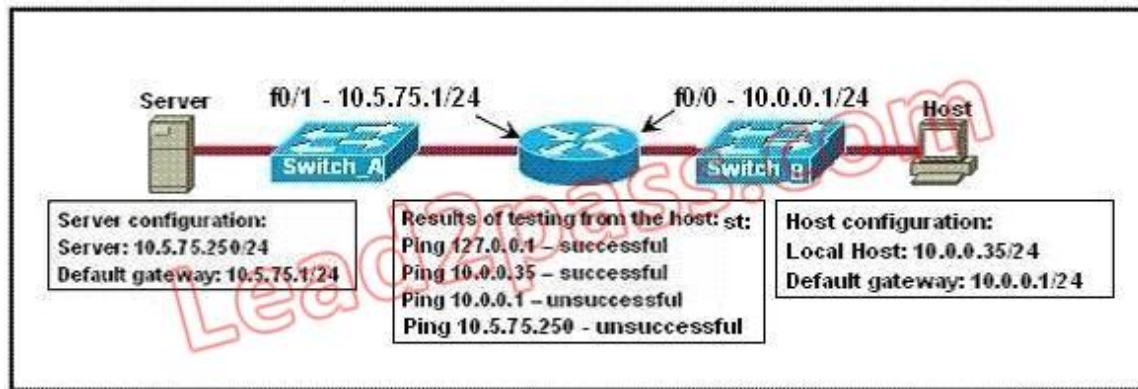 f0/1 - 10.5.75.1/24
f0/0 - 10.0.0.1/24
Server
Host
Switch_A
Switch_B
Server configuration:
Server: 10.5.75.250/24
Default gateway: 10.5.75.1/24
Results of testing from the host: st:
Ping 127.0.0.1 – successful
Ping 10.0.0.35 – successful
Ping 10.0.0.1 – unsuccessful
Ping 10.5.75.250 - unsuccessful
Host configuration:
Local Host: 10.0.0.35/24
Default gateway: 10.0.0.1/24
Lead2pass.com